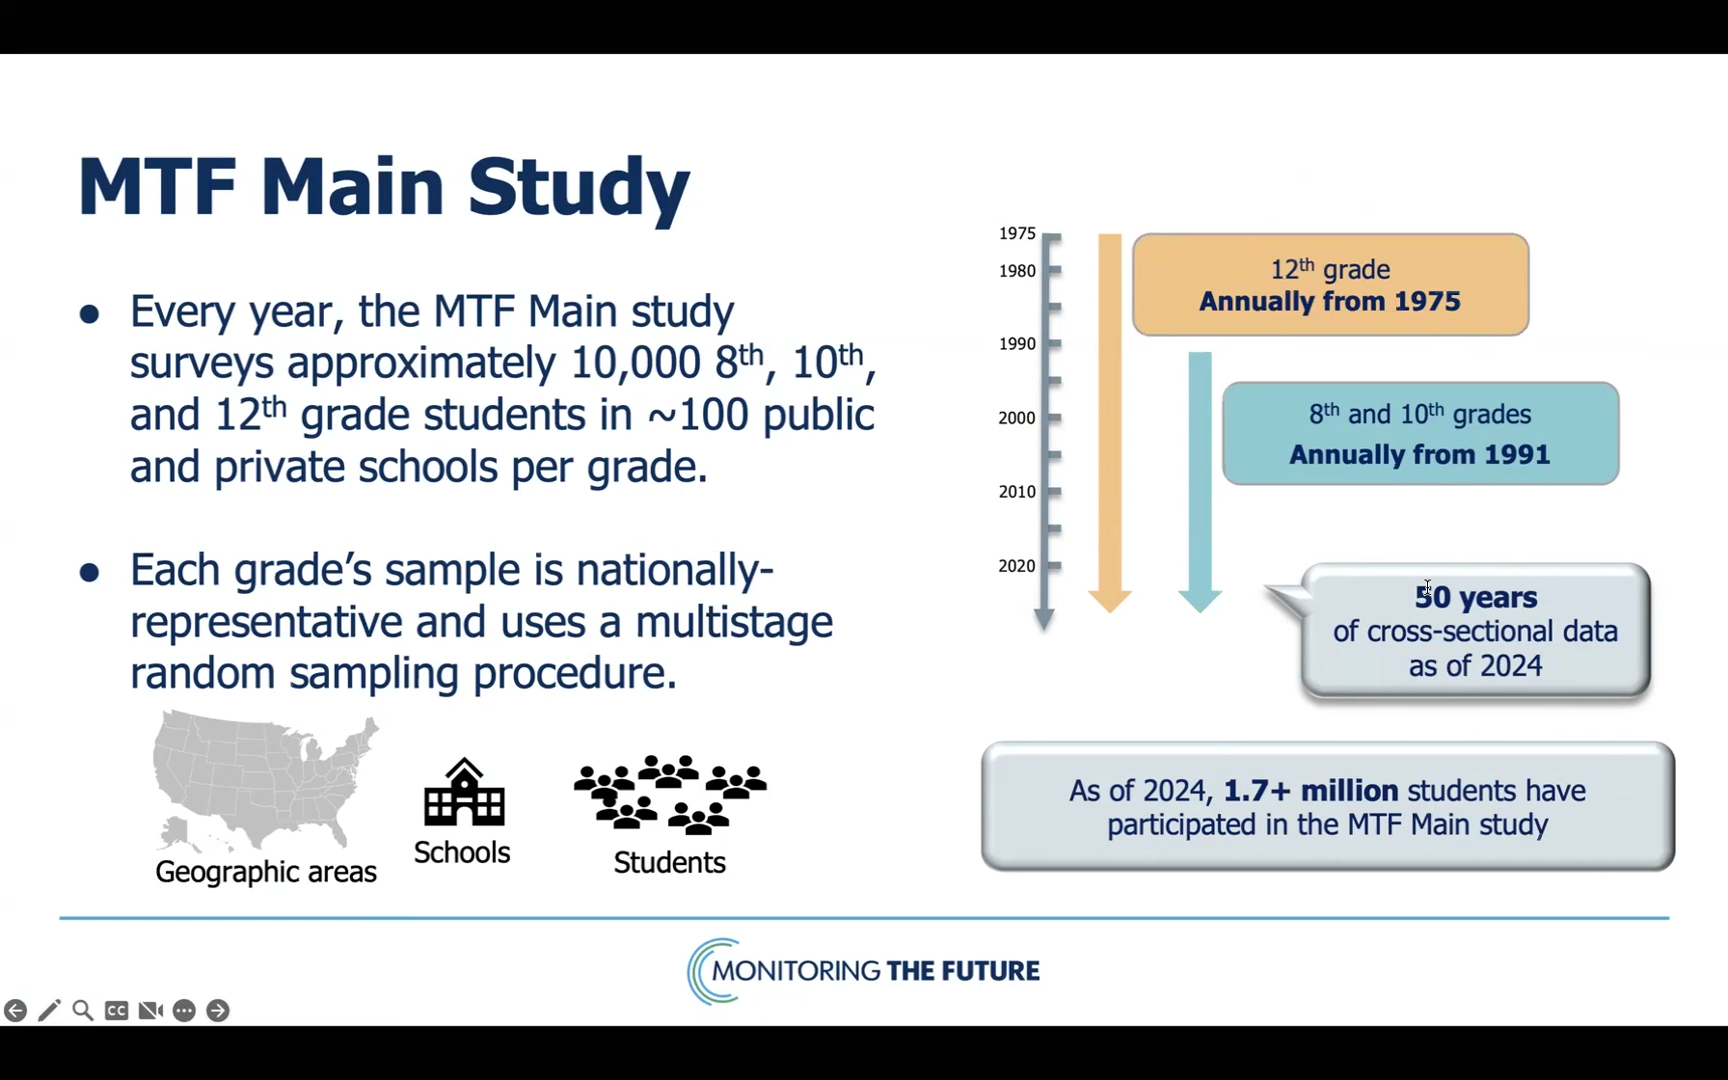 MTF Main Study
● Every year, the MTF Main study
surveys approximately 10,000 8th, 10th,
and 12th grade students in ~100 public
and private schools per grade.
● Each grade’s sample is nationally-
representative and uses a multistage
random sampling procedure.
Geographic areas
Schools
Students
1975
1980
1990
2000
2010
2020
12th grade
Annually from 1975
8th and 10th grades
Annually from 1991
50 years
of cross-sectional data
as of 2024
As of 2024, 1.7+ million students have
participated in the MTF Main study
MONITORING THE FUTURE
CC